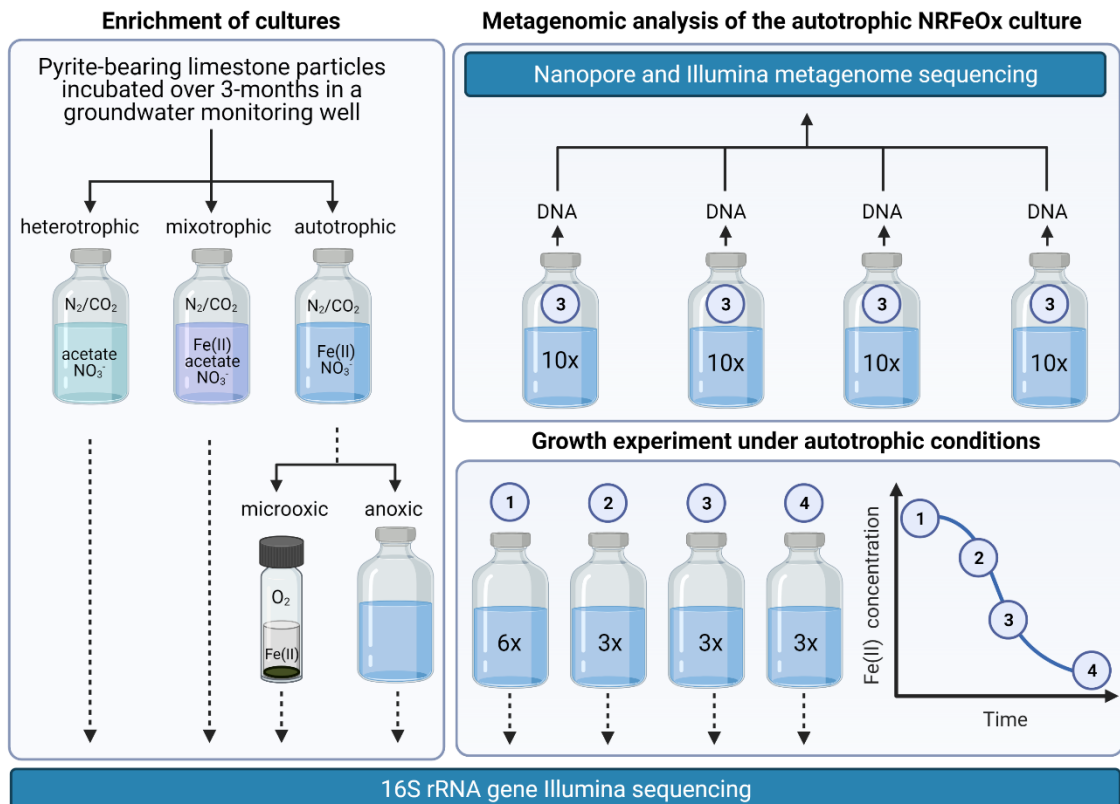 Enrichment of cultures
Pyrite-bearing limestone particles
incubated over 3-months in a
groundwater monitoring well
heterotrophic
mixotrophic
autotrophic
N₂/CO₂
N₂/CO₂
N₂/CO₂
acetate
NO₃⁻
Fe(II)
acetate
NO₃⁻
Fe(II)
NO₃⁻
microoxic
anoxic
O₂
Fe(II)
Metagenomic analysis of the autotrophic NRFeOx culture
Nanopore and Illumina metagenome sequencing
DNA
DNA
DNA
DNA
3
3
3
3
10x
10x
10x
10x
Growth experiment under autotrophic conditions
1
2
3
4
6x
3x
3x
3x
Fe(II) concentration
1
2
3
4
Time
16S rRNA gene Illumina sequencing